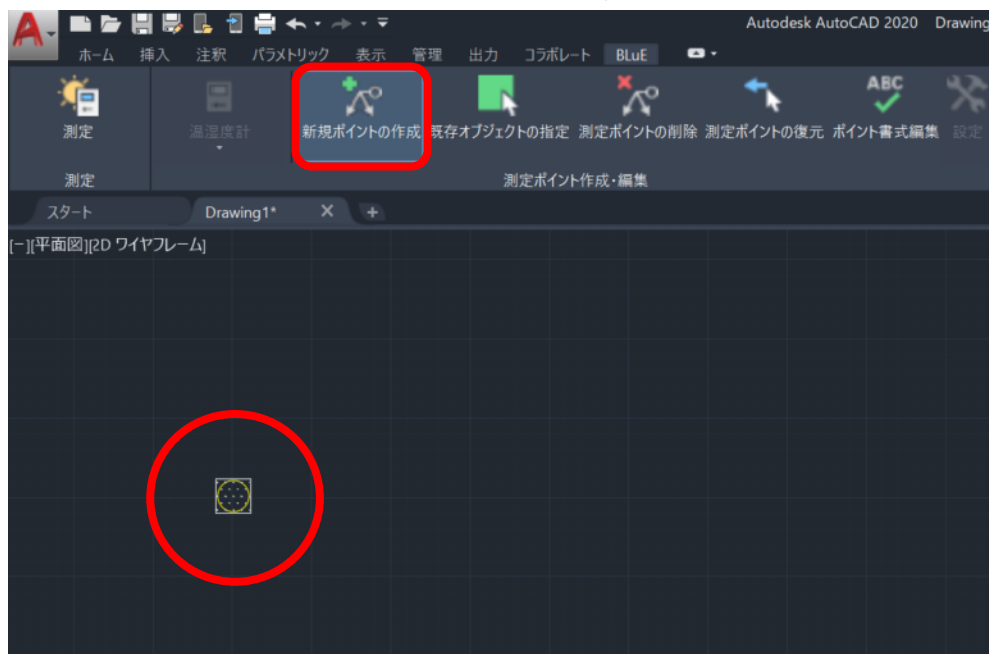 Autodesk AutoCAD 2020 Drawing
ホーム 挿入 注釈 パラメトリック 表示 管理 出力 コラボレート BLuE
ABC
測定 温湿度計 新規ポイントの作成 既存オブジェクトの指定 測定ポイントの削除 測定ポイントの復元 ポイント書式編集 設定
測定 測定ポイント作成・編集
スタート Drawing1*
[-][平面図][2D ワイヤフレーム]